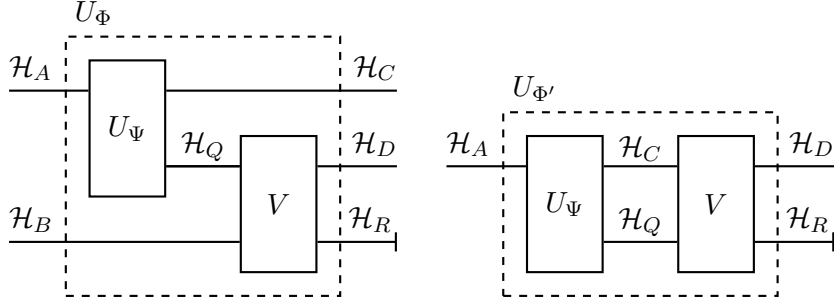 U_Φ
ℋ_A ℋ_C
U_Ψ
ℋ_Q ℋ_D
V
ℋ_B ℋ_R
U_Φ′
ℋ_A ℋ_C ℋ_D
U_Ψ V
ℋ_Q ℋ_R